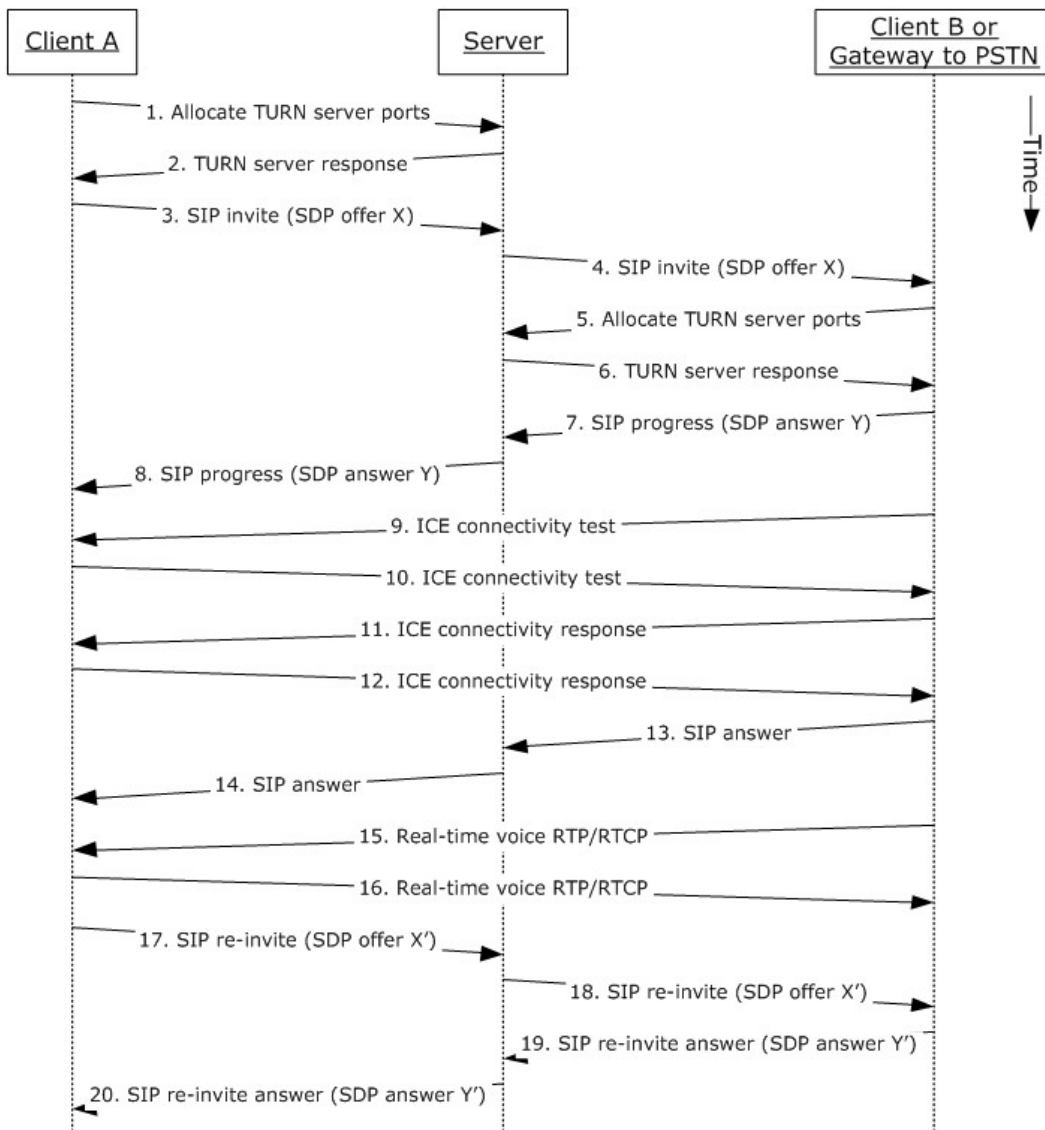 Client A
Server
Client B or
Gateway to PSTN
Time
1. Allocate TURN server ports
2. TURN server response
3. SIP invite (SDP offer X)
4. SIP invite (SDP offer X)
5. Allocate TURN server ports
6. TURN server response
7. SIP progress (SDP answer Y)
8. SIP progress (SDP answer Y)
9. ICE connectivity test
10. ICE connectivity test
11. ICE connectivity response
12. ICE connectivity response
13. SIP answer
14. SIP answer
15. Real-time voice RTP/RTCP
16. Real-time voice RTP/RTCP
17. SIP re-invite (SDP offer X’)
18. SIP re-invite (SDP offer X’)
19. SIP re-invite answer (SDP answer Y’)
20. SIP re-invite answer (SDP answer Y’)